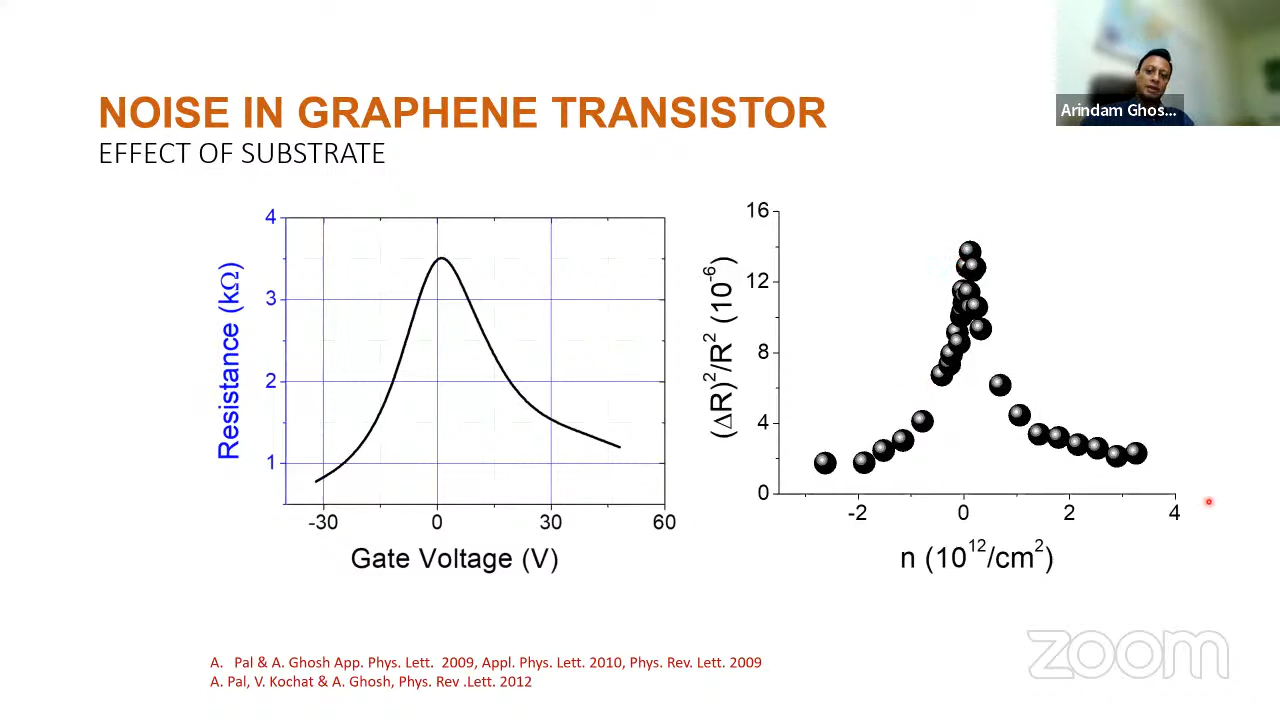 Arindam Ghos...
NOISE IN GRAPHENE TRANSISTOR
EFFECT OF SUBSTRATE
4
3
2
1
Resistance (kΩ)
-30 0 30 60
Gate Voltage (V)
16
12
8
4
0
(ΔR)²/R² (10⁻⁶)
-2 0 2 4
n (10¹²/cm²)
A. Pal & A. Ghosh App. Phys. Lett. 2009, Appl. Phys. Lett. 2010, Phys. Rev. Lett. 2009
A. Pal, V. Kochat & A. Ghosh, Phys. Rev .Lett. 2012
zoom